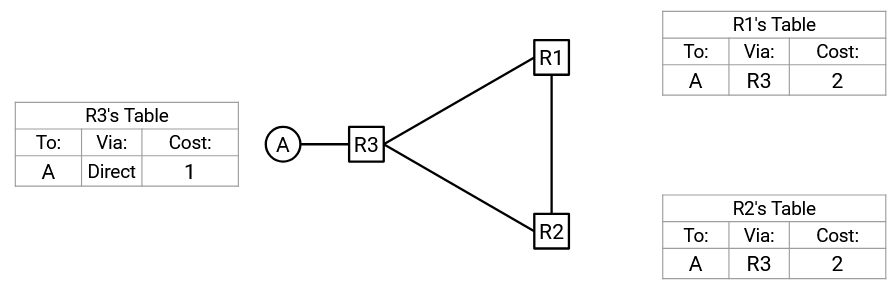 R3's Table
To: Via: Cost:
A Direct 1
A
R3
R1
R2
R1's Table
To: Via: Cost:
A R3 2
R2's Table
To: Via: Cost:
A R3 2